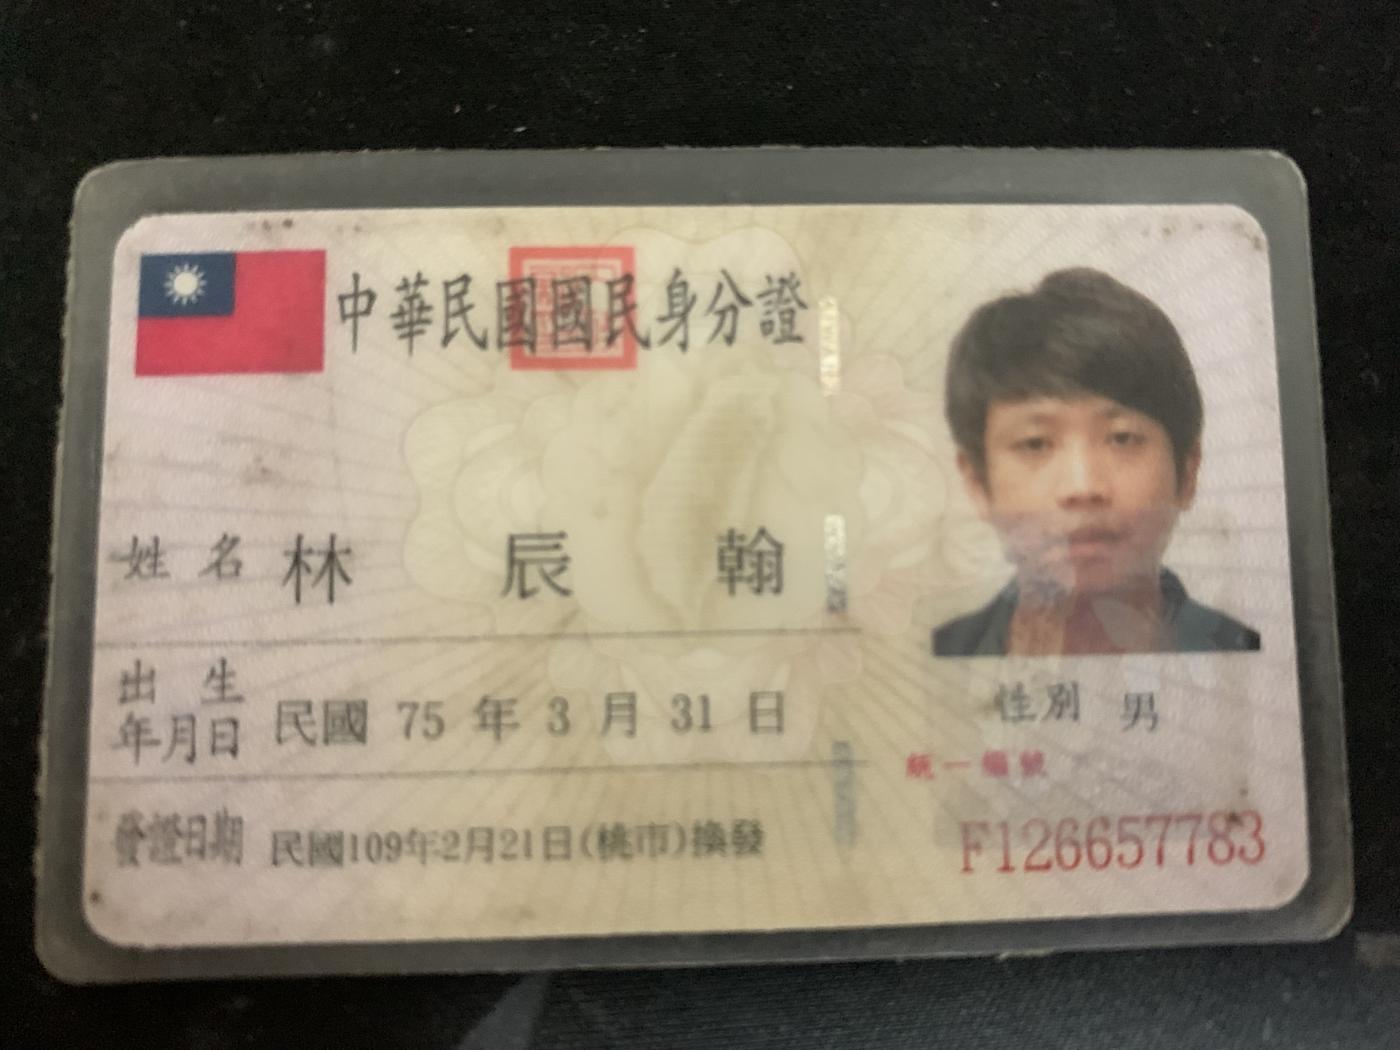 中華民國國民身分證
姓名 林辰翰
出生年月日 民國 75 年 3 月 31 日
發證日期 民國109年2月21日(桃市)換發
性別 男
統一編號
F126657783